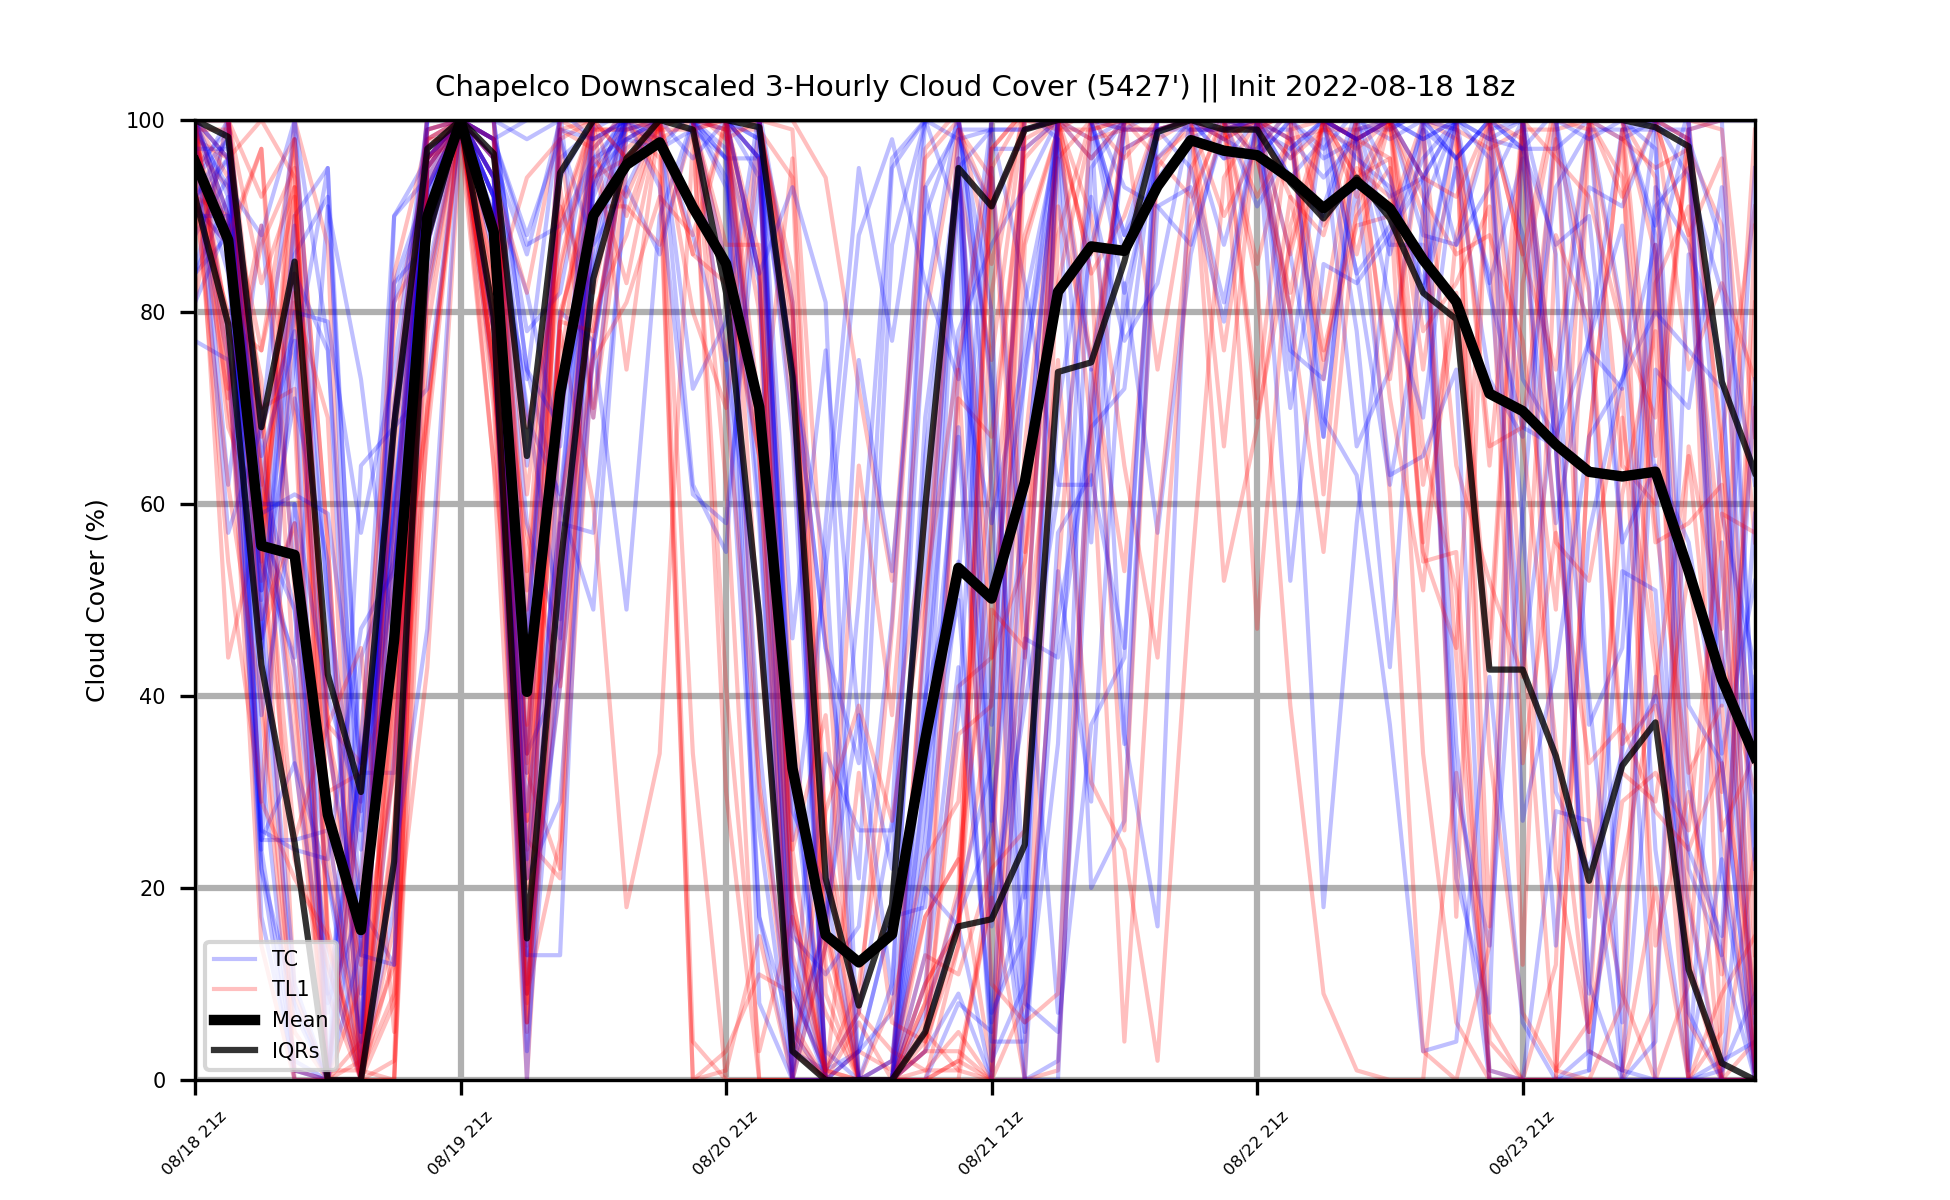 Chapelco Downscaled 3-Hourly Cloud Cover (5427') || Init 2022-08-18 18z
100
80
60
40
20
0
Cloud Cover (%)
TC
TL1
Mean
IQRs
08/18 21z
08/19 21z
08/20 21z
08/21 21z
08/22 21z
08/23 21z